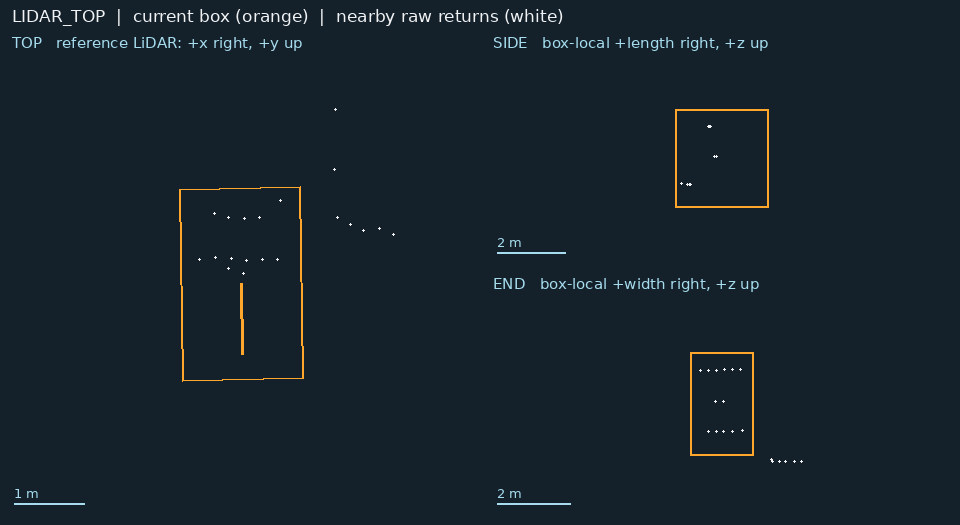 LIDAR_TOP | current box (orange) | nearby raw returns (white)
TOP reference LiDAR: +x right, +y up
SIDE box-local +length right, +z up
2 m
END box-local +width right, +z up
1 m
2 m